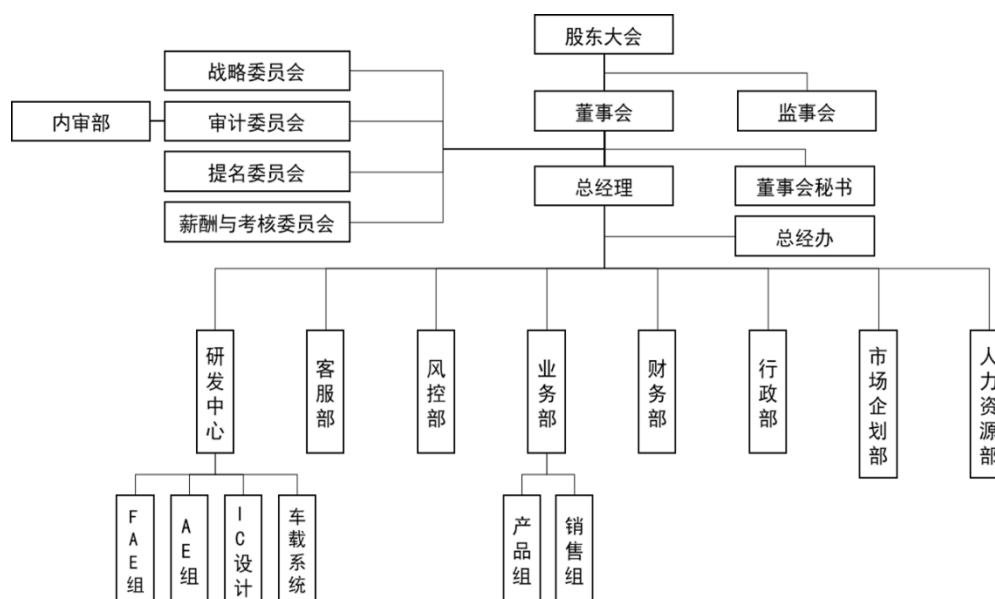 股东大会
战略委员会
内审部
审计委员会
董事会
监事会
提名委员会
总经理
董事会秘书
薪酬与考核委员会
总经办
研发中心
客服部
风控部
业务部
财务部
行政部
市场企划部
人力资源部
FAE组
AE组
IC设计
车载系统
产品组
销售组